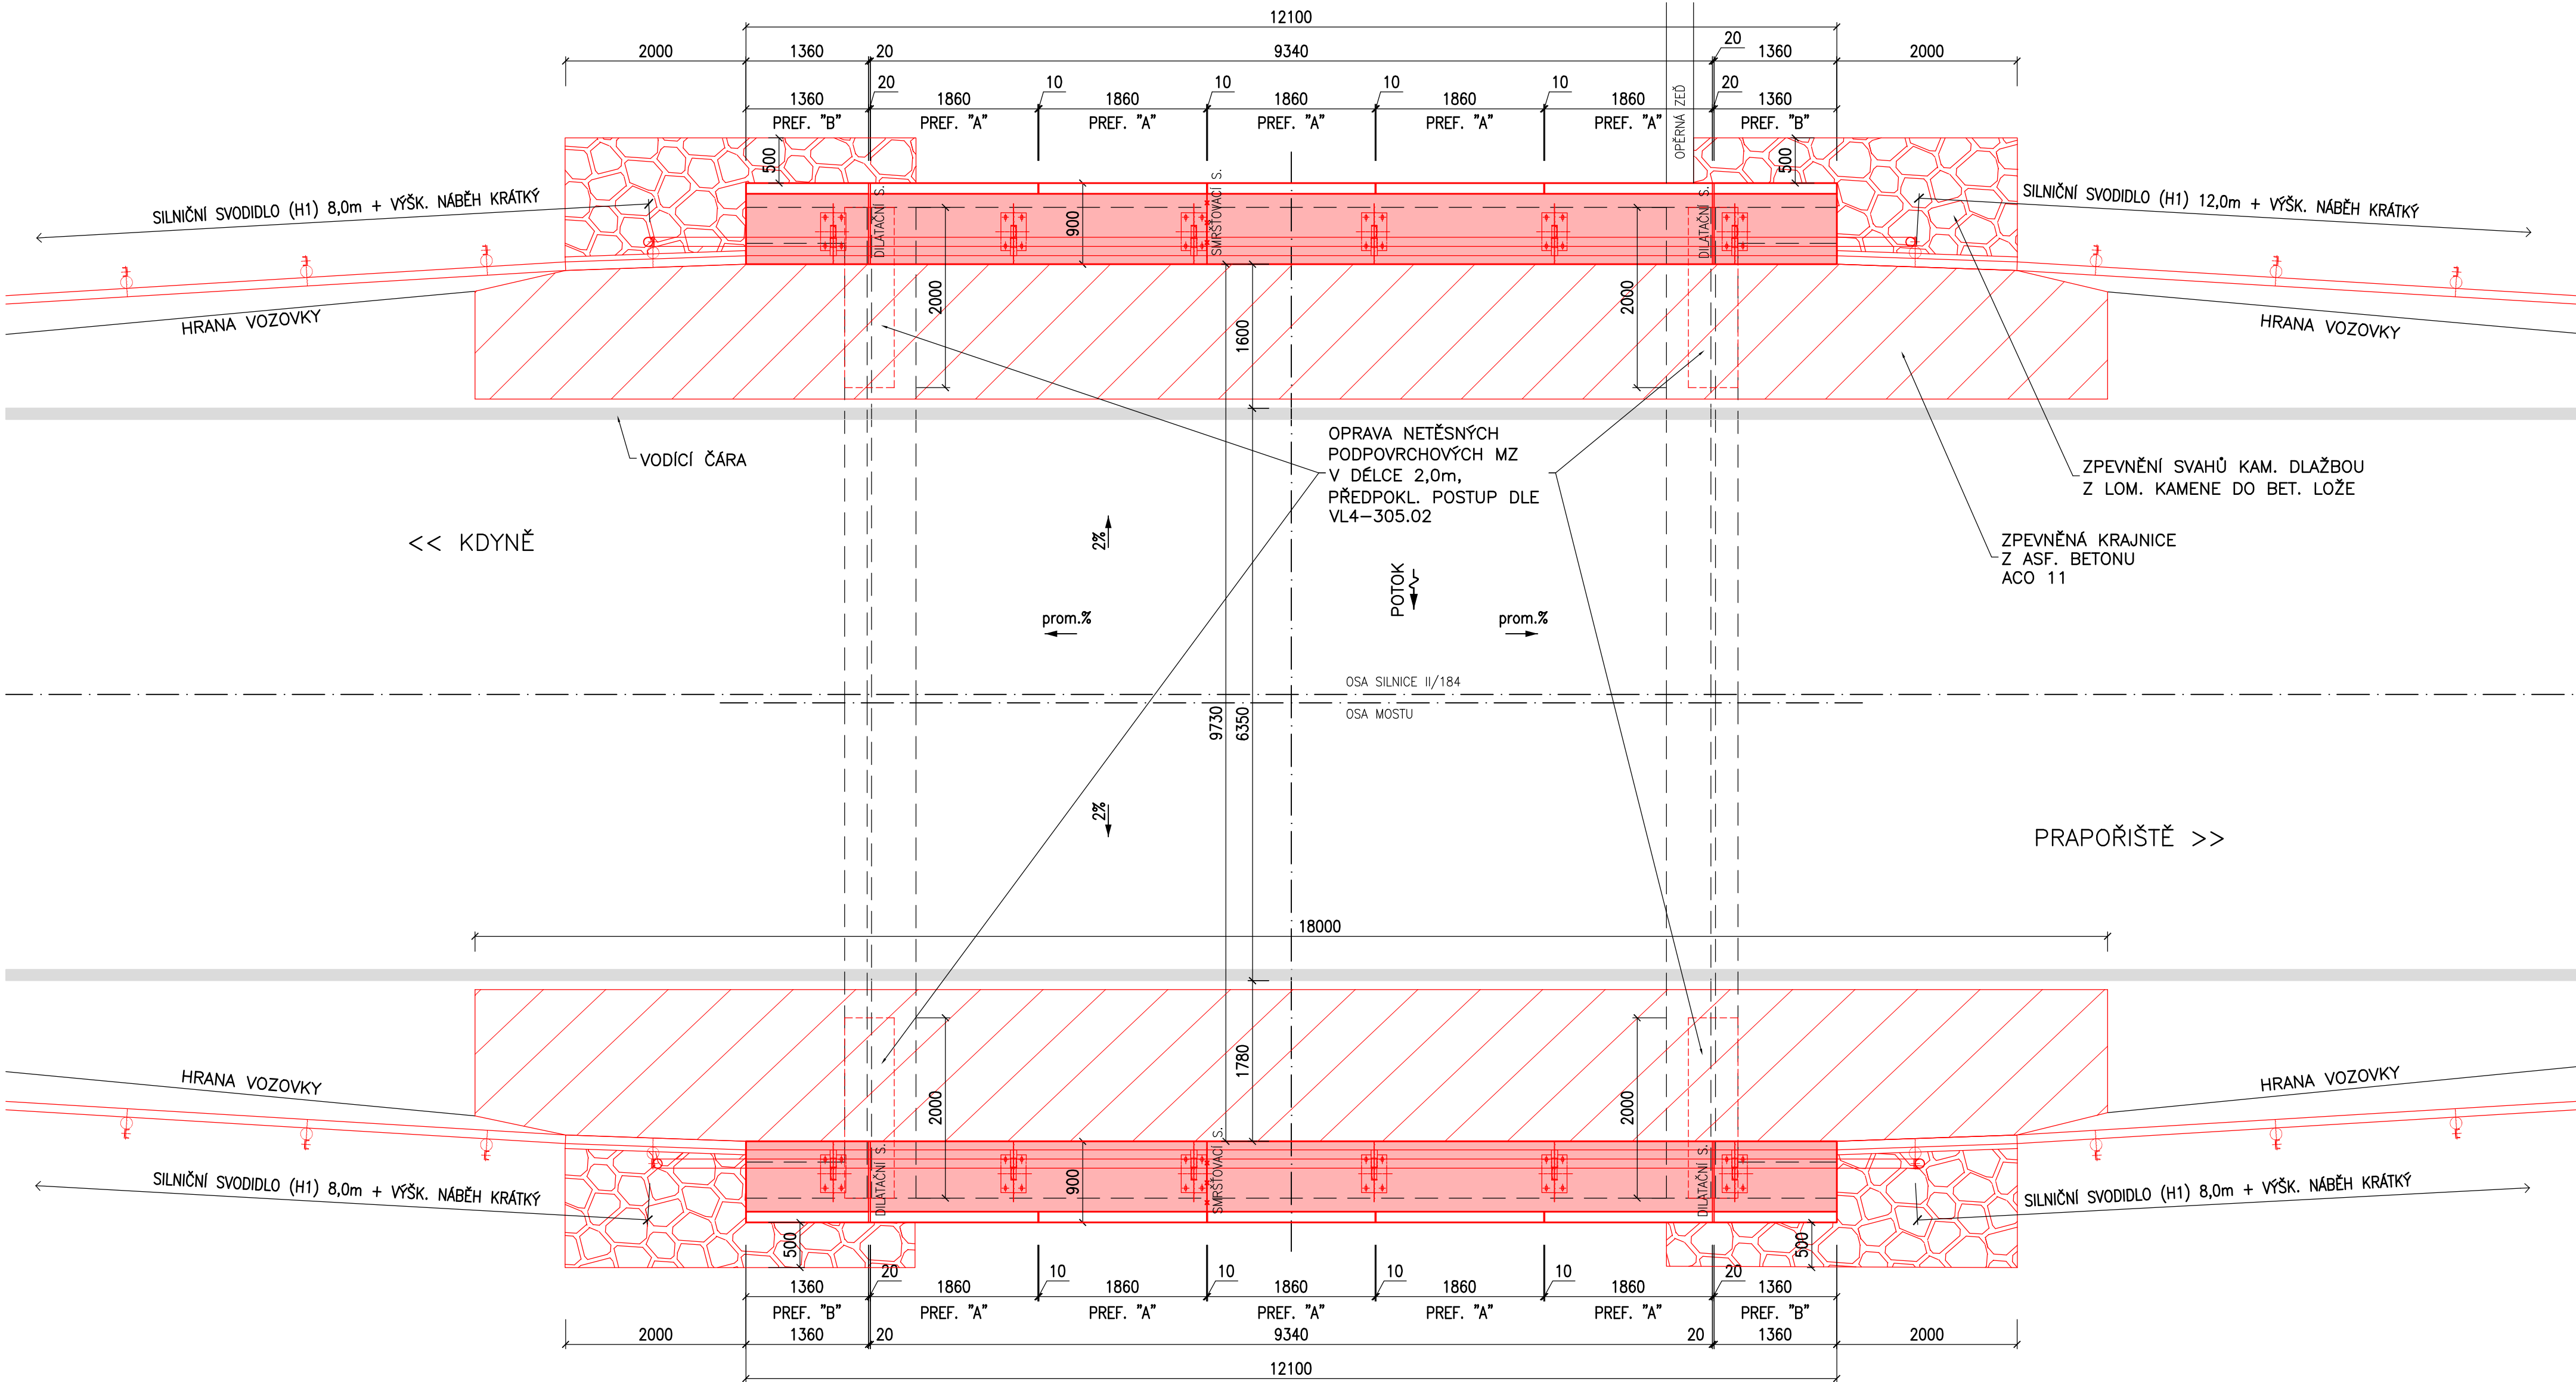 12100
2000 1360 20 9340 20 1360 2000
1360 20 1860 10 1860 10 1860 10 1860 10 1860 20 1360
PREF. "B" PREF. "A" PREF. "A" PREF. "A" PREF. "A" PREF. "A" PREF. "B"
OPĚRNÁ ZEĎ
500
500
SILNIČNÍ SVODIDLO (H1) 8,0m + VÝŠK. NÁBĚH KRÁTKÝ
SILNIČNÍ SVODIDLO (H1) 12,0m + VÝŠK. NÁBĚH KRÁTKÝ
DILATAČNÍ S.
900
SMRŠŤOVACÍ S.
DILATAČNÍ S.
HRANA VOZOVKY
2000
1600
2000
HRANA VOZOVKY
VODÍCÍ ČÁRA
OPRAVA NETĚSNÝCH
PODPOVRCHOVÝCH MZ
V DÉLCE 2,0m,
PŘEDPOKL. POSTUP DLE
VL4-305.02
ZPEVNĚNÍ SVAHŮ KAM. DLAŽBOU
Z LOM. KAMENE DO BET. LOŽE
ZPEVNĚNÁ KRAJNICE
Z ASF. BETONU
ACO 11
<< KDYNĚ
2%
POTOK
prom.%
prom.%
OSA SILNICE II/184
OSA MOSTU
9730
6350
2%
PRAPOŘIŠTĚ >>
18000
HRANA VOZOVKY
2000
1780
2000
HRANA VOZOVKY
SILNIČNÍ SVODIDLO (H1) 8,0m + VÝŠK. NÁBĚH KRÁTKÝ
DILATAČNÍ S.
900
SMRŠŤOVACÍ S.
DILATAČNÍ S.
SILNIČNÍ SVODIDLO (H1) 8,0m + VÝŠK. NÁBĚH KRÁTKÝ
500
500
1360 20 1860 10 1860 10 1860 10 1860 10 1860 20 1360
PREF. "B" PREF. "A" PREF. "A" PREF. "A" PREF. "A" PREF. "A" PREF. "B"
2000 1360 20 9340 20 1360 2000
12100